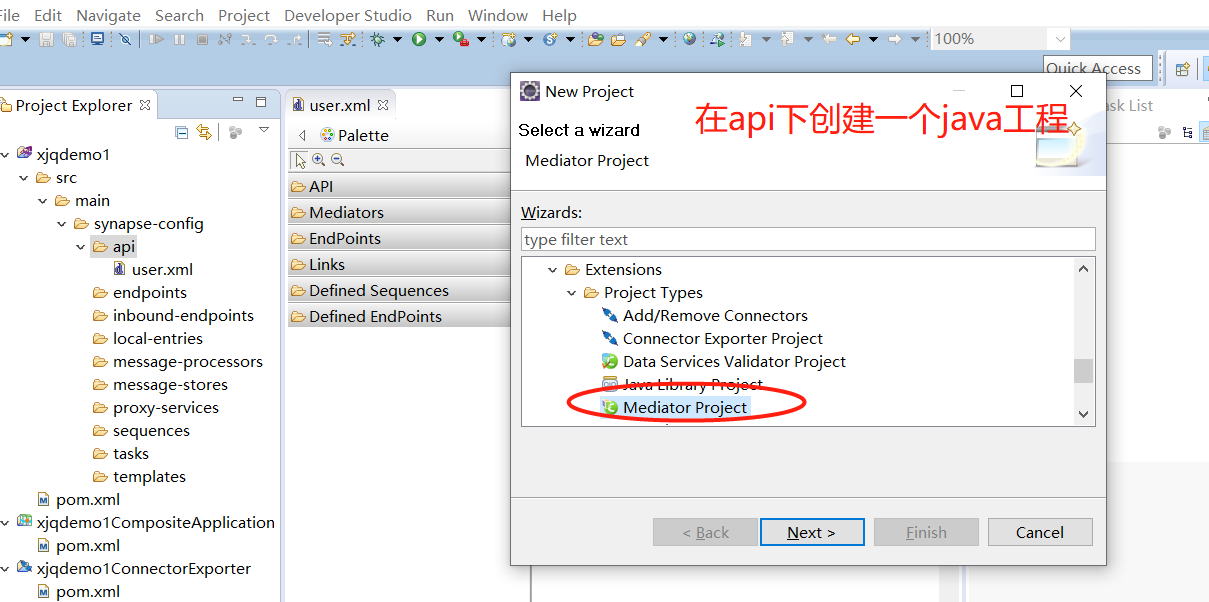 File Edit Navigate Search Project Developer Studio Run Window Help
100%
Quick Access
Project Explorer
xjqdemo1
src
main
synapse-config
api
user.xml
endpoints
inbound-endpoints
local-entries
message-processors
message-stores
proxy-services
sequences
tasks
templates
pom.xml
xjqdemo1CompositeApplication
pom.xml
xjqdemo1ConnectorExporter
pom.xml
user.xml
Palette
API
Mediators
EndPoints
Links
Defined Sequences
Defined EndPoints
ask List
New Project
在api下创建一个java工程
Select a wizard
Mediator Project
Wizards:
type filter text
Extensions
Project Types
Add/Remove Connectors
Connector Exporter Project
Data Services Validator Project
Java Library Project
Mediator Project
< Back
Next >
Finish
Cancel